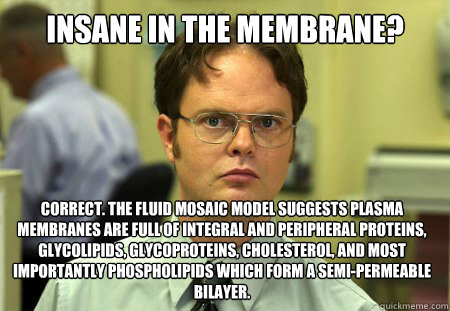 INSANE IN THE MEMBRANE?
CORRECT. THE FLUID MOSAIC MODEL SUGGESTS PLASMA
MEMBRANES ARE FULL OF INTEGRAL AND PERIPHERAL PROTEINS,
GLYCOLIPIDS, GLYCOPROTEINS, CHOLESTEROL, AND MOST
IMPORTANTLY PHOSPHOLIPIDS WHICH FORM A SEMI-PERMEABLE
BILAYER.
quickmeme.com